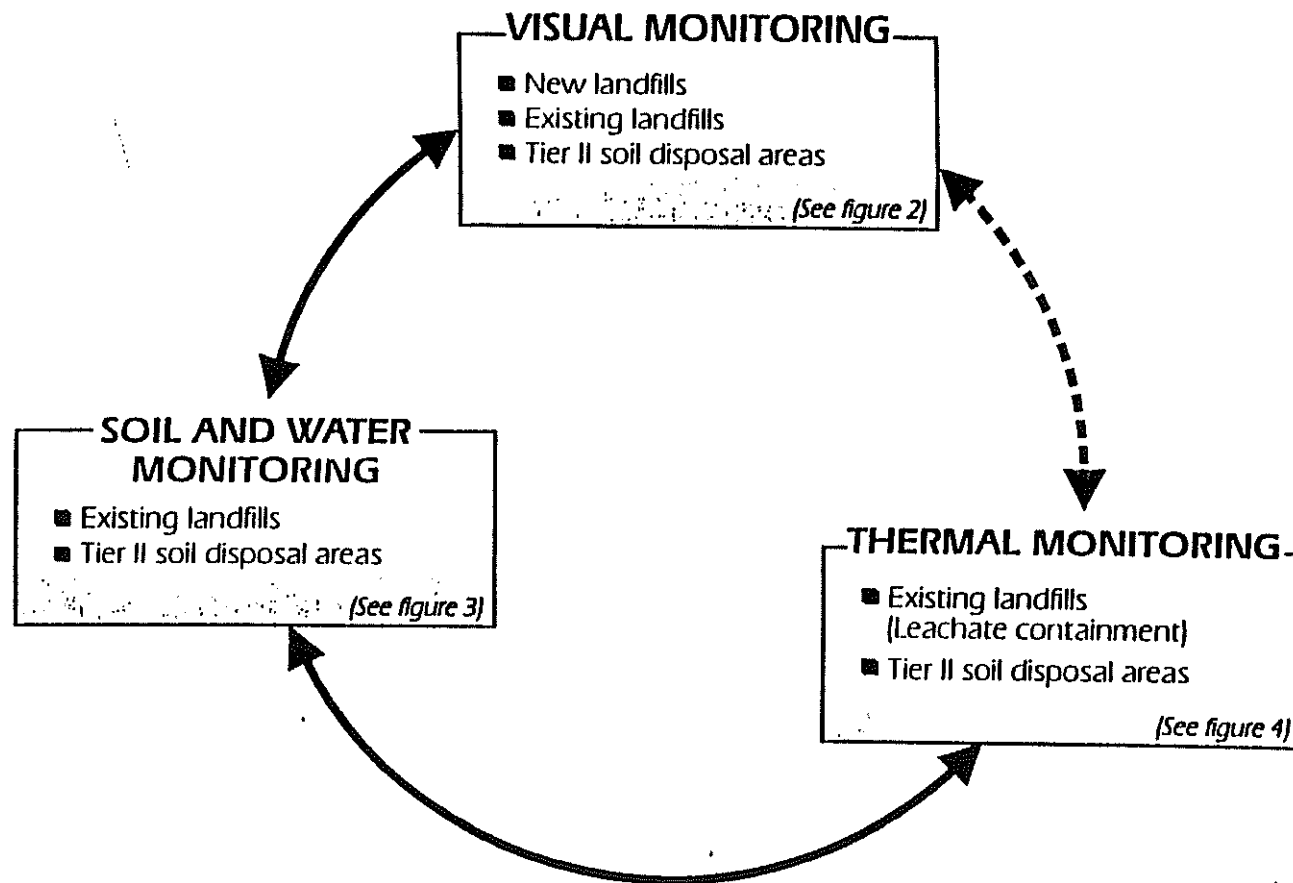 VISUAL MONITORING
■ New landfills
■ Existing landfills
■ Tier II soil disposal areas
(See figure 2)
SOIL AND WATER
MONITORING
■ Existing landfills
■ Tier II soil disposal areas
(See figure 3)
THERMAL MONITORING
■ Existing landfills
(Leachate containment)
■ Tier II soil disposal areas
(See figure 4)